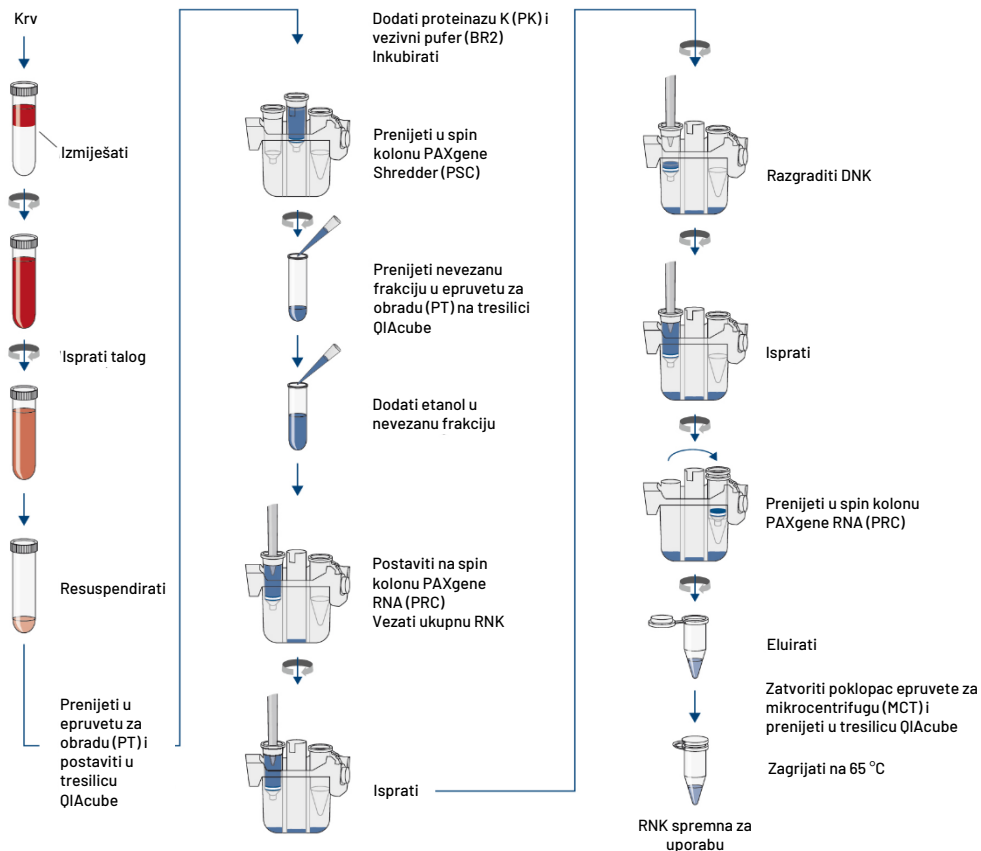 Krv
Izmiješati
Isprati talog
Resuspendirati
Prenijeti u
epruvetu za
obradu (PT) i
postaviti u
tresilicu
QIAcube
Dodati proteinazu K (PK) i
vezivni pufer (BR2)
Inkubirati
Prenijeti u spin
kolonu PAXgene
Shredder (PSC)
Prenijeti nevezanu
frakciju u epruvetu za
obradu (PT) na tresilici
QIAcube
Dodati etanol u
nevezanu frakciju
Postaviti na spin
kolonu PAXgene
RNA (PRC)
Vezati ukupnu RNK
Isprati
Razgraditi DNK
Isprati
Prenijeti u spin kolonu
PAXgene RNA (PRC)
Eluirati
Zatvoriti poklopac epruvete za
mikrocentrifugu (MCT) i
prenijeti u tresilicu QIAcube
Zagrijati na 65 °C
RNK spremna za
uporabu